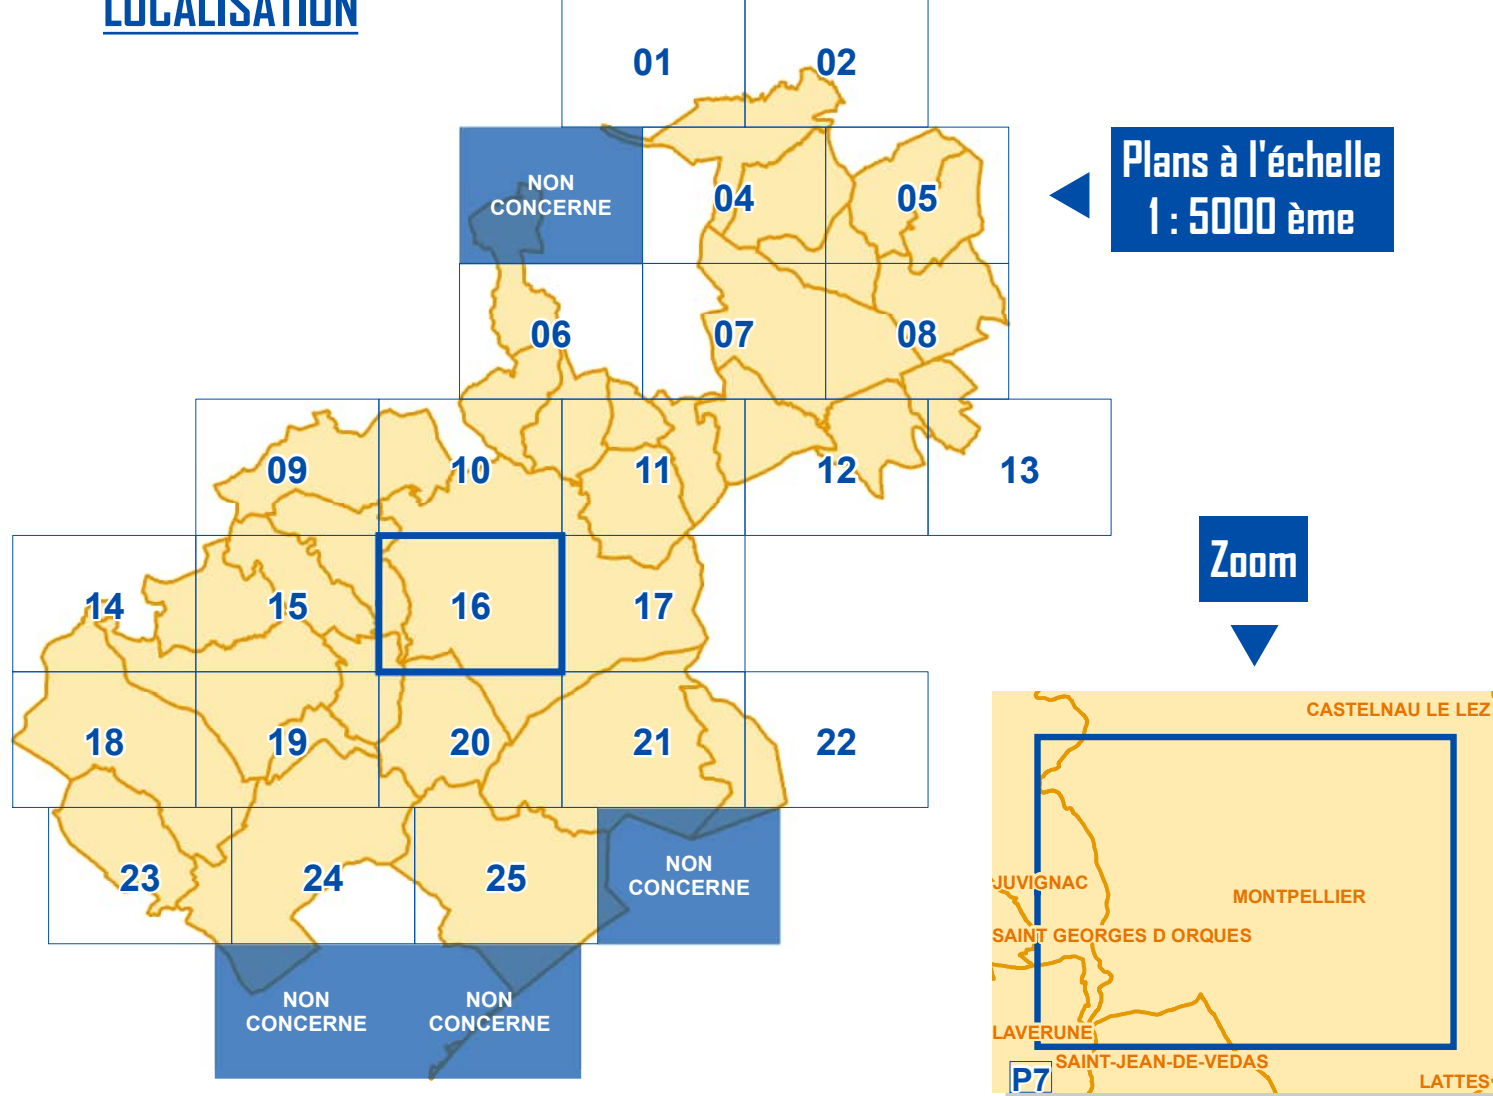 LOCALISATION
01
02
NON
CONCERNE
04
05
Plans à l'échelle
1 : 5000 ème
06
07
08
09
10
11
12
13
Zoom
14
15
16
17
18
19
20
21
22
CASTELNAU LE LEZ
JUVIGNAC
MONTPELLIER
SAINT GEORGES D ORQUES
LAVERUNE
SAINT-JEAN-DE-VEDAS
P7
LATTES
23
24
25
NON
CONCERNE
NON
CONCERNE
NON
CONCERNE